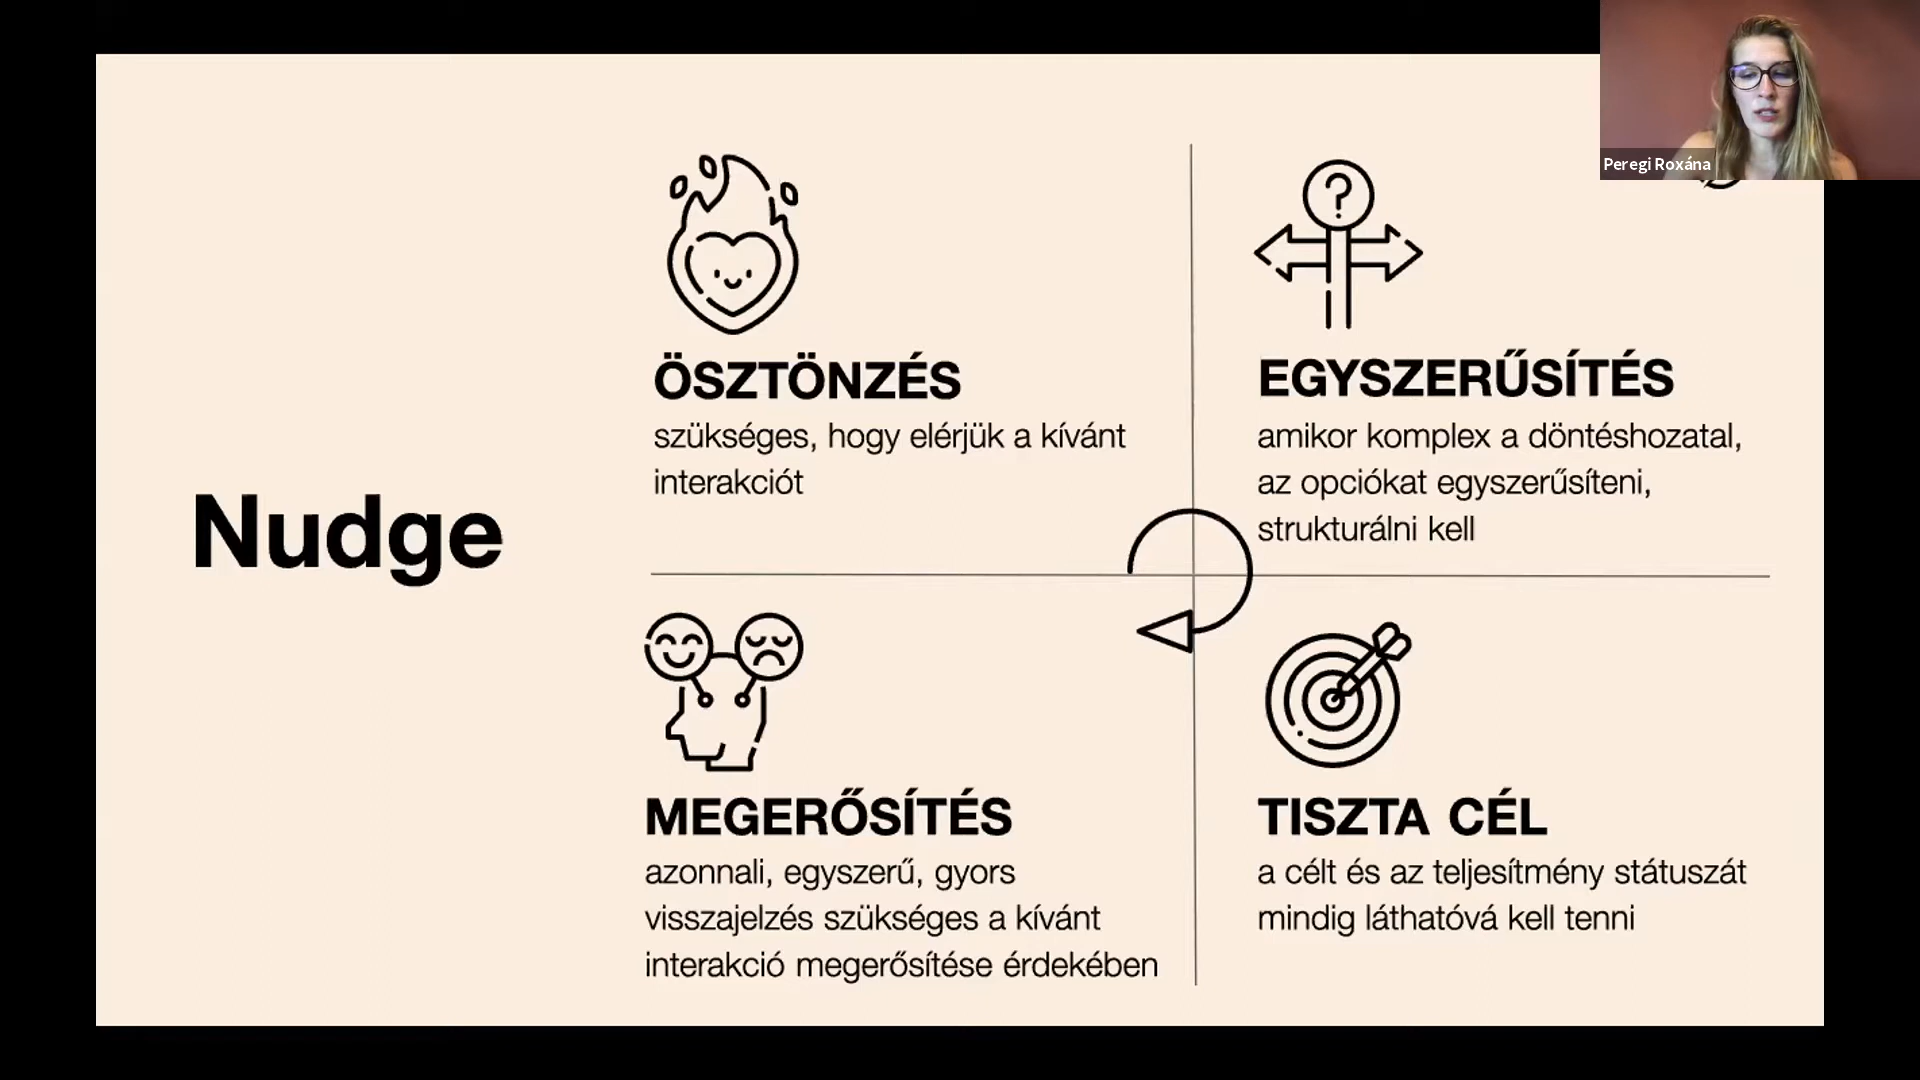 Peregi Roxána
Nudge
?
ÖSZTÖNZÉS
szükséges, hogy elérjük a kívánt
interakciót
EGYSZERŰSÍTÉS
amikor komplex a döntéshozatal,
az opciókat egyszerűsíteni,
strukturálni kell
MEGERŐSÍTÉS
azonnali, egyszerű, gyors
visszajelzés szükséges a kívánt
interakció megerősítése érdekében
TISZTA CÉL
a célt és az teljesítmény státuszát
mindig láthatóvá kell tenni